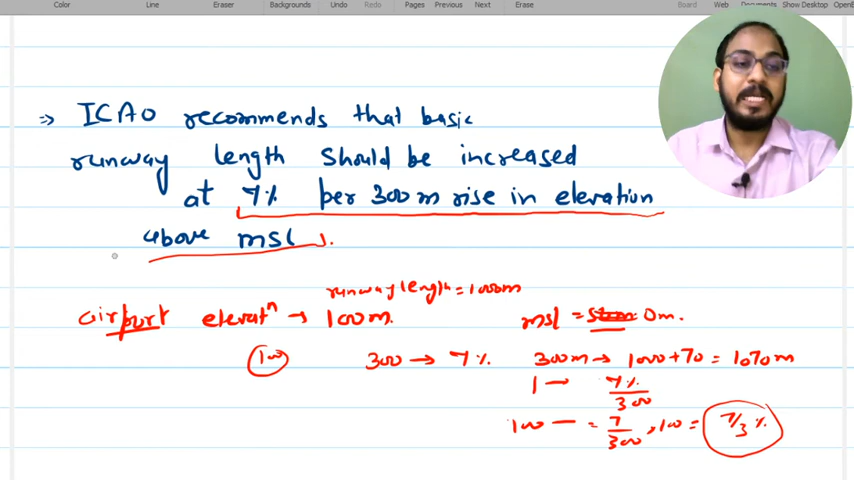 Color Line Eraser Backgrounds Undo Redo Pages Previous Next Erase Board Web Documents Show Desktop
⇒ ICAO recommends that basic
runway length should be increased
at 7% per 300m rise in elevation
above msl.
runway length = 1000m
airport elevatⁿ → 100m. msl = 0m.
100 300 → 7% 300m → 1000+70 = 1070m
1 — 7%/300
100 — = 7/300 × 100 = 7/3 %